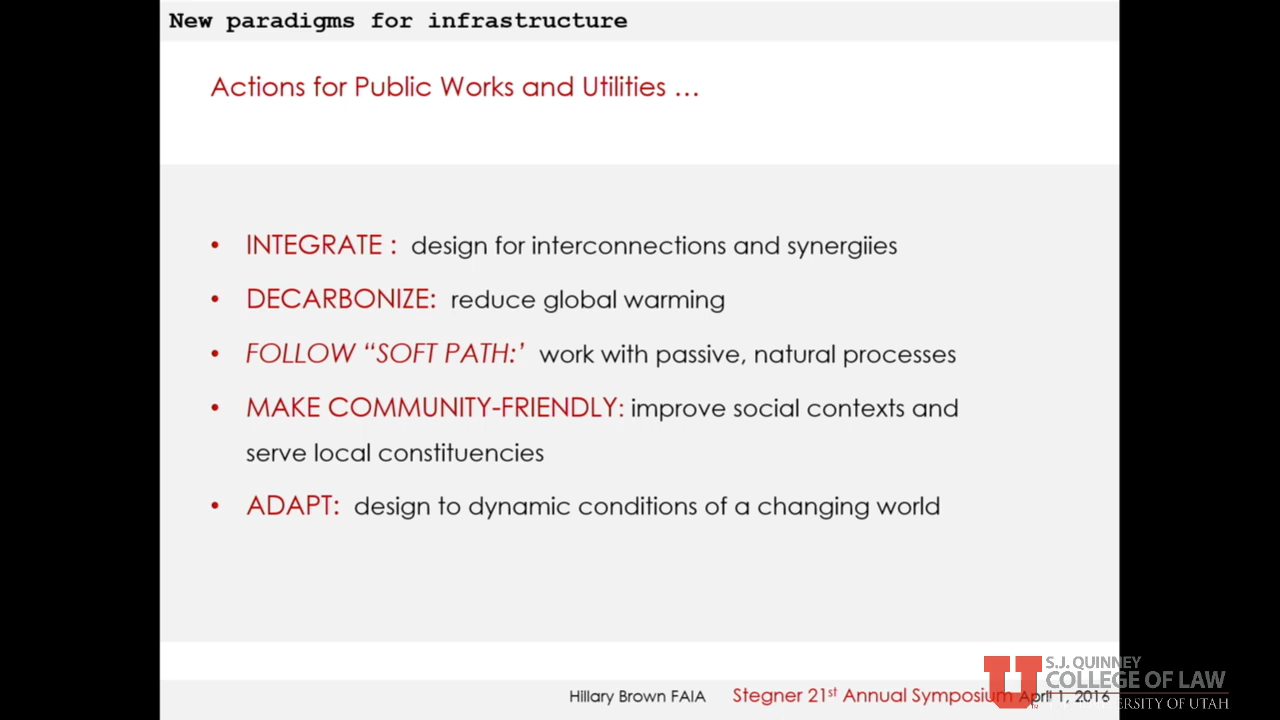 New paradigms for infrastructure
Actions for Public Works and Utilities …
• INTEGRATE : design for interconnections and synergiies
• DECARBONIZE: reduce global warming
• FOLLOW “SOFT PATH:’ work with passive, natural processes
• MAKE COMMUNITY-FRIENDLY: improve social contexts and
serve local constituencies
• ADAPT: design to dynamic conditions of a changing world
Hillary Brown FAIA Stegner 21st Annual Symposium April 1, 2016
S.J. QUINNEY
COLLEGE OF LAW
UNIVERSITY OF UTAH